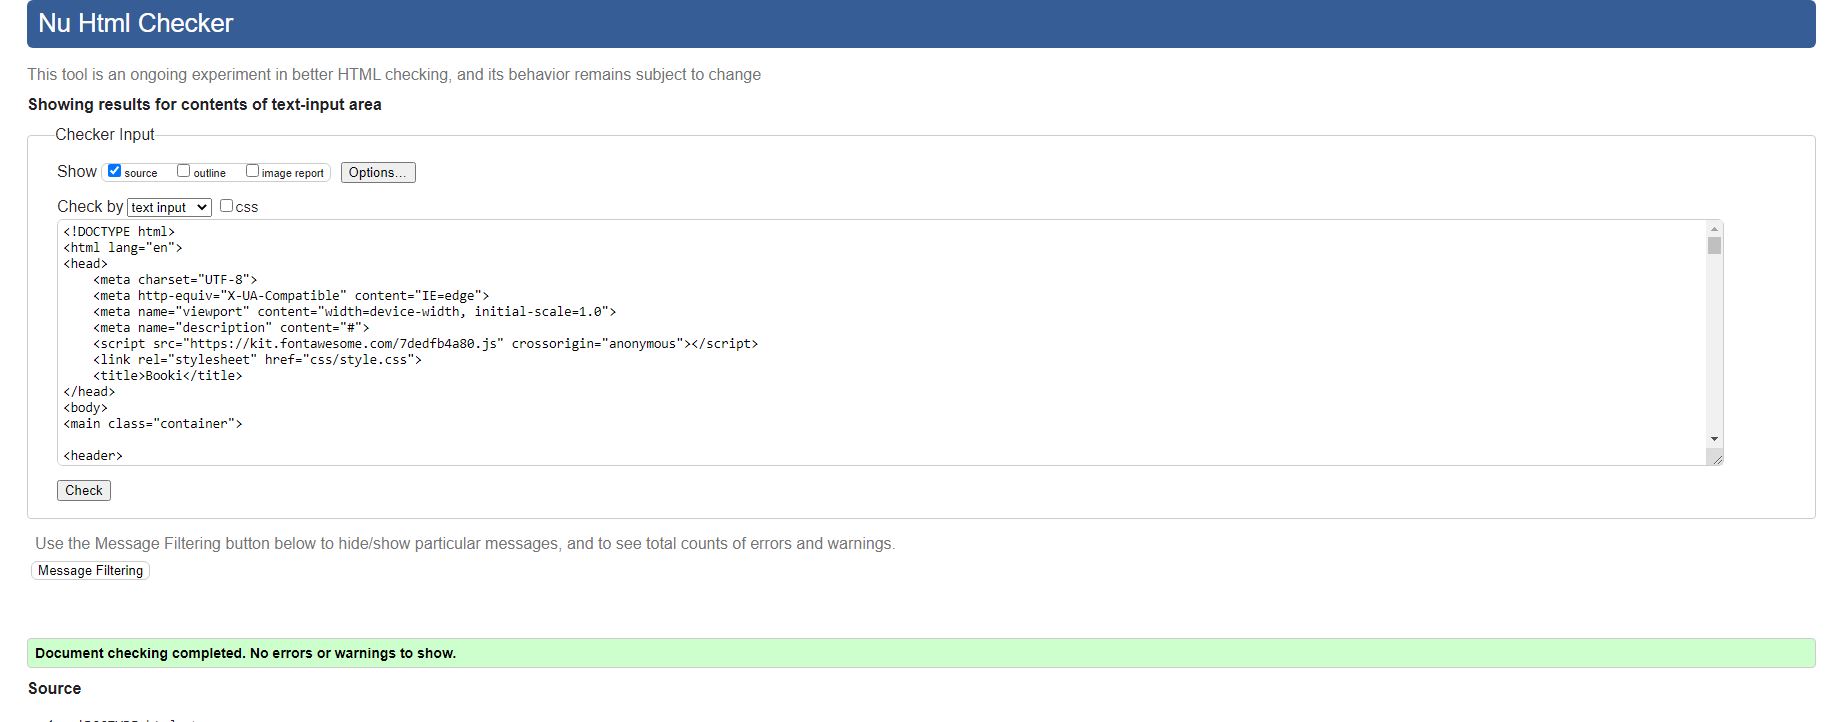 Nu Html Checker
This tool is an ongoing experiment in better HTML checking, and its behavior remains subject to change
Showing results for contents of text-input area
Checker Input
Show source outline image report Options...
Check by text input css
<!DOCTYPE html>
<html lang="en">
<head>
    <meta charset="UTF-8">
    <meta http-equiv="X-UA-Compatible" content="IE=edge">
    <meta name="viewport" content="width=device-width, initial-scale=1.0">
    <meta name="description" content="#">
    <script src="https://kit.fontawesome.com/7dedfb4a80.js" crossorigin="anonymous"></script>
    <link rel="stylesheet" href="css/style.css">
    <title>Booki</title>
</head>
<body>
<main class="container">
<header>
Check
Use the Message Filtering button below to hide/show particular messages, and to see total counts of errors and warnings.
Message Filtering
Document checking completed. No errors or warnings to show.
Source